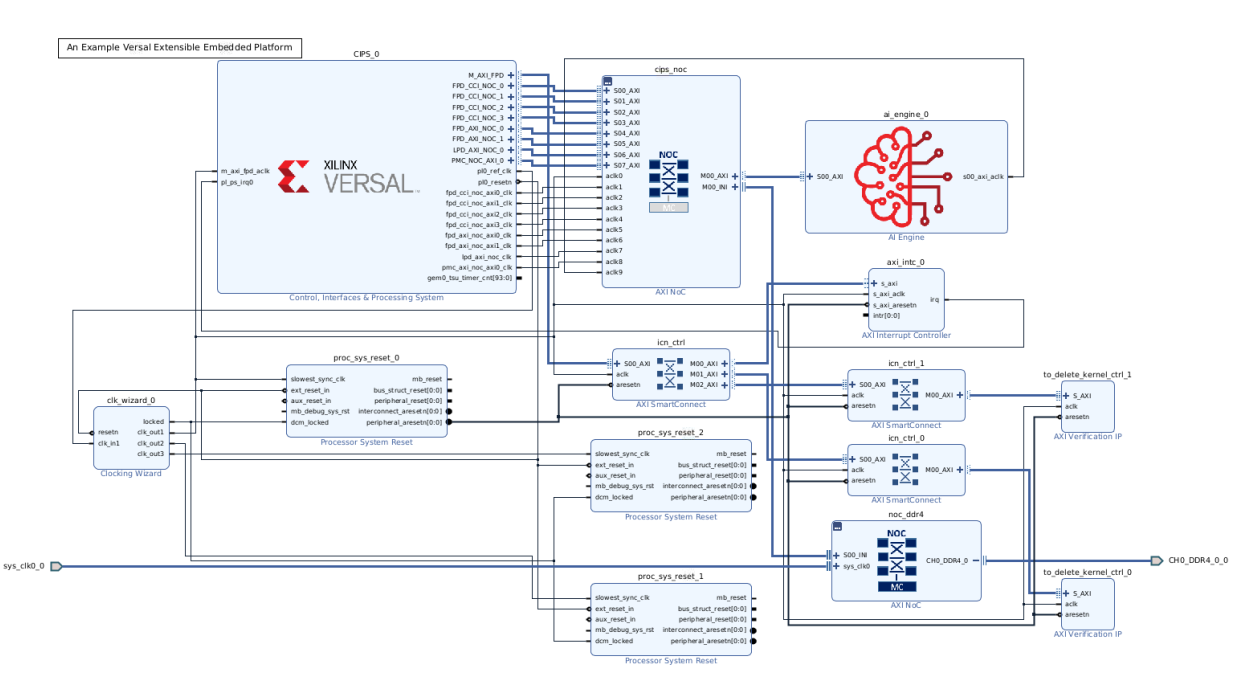 An Example Versal Extensible Embedded Platform
CIPS_0
M_AXI_FPD
FPD_CCI_NOC_0
FPD_CCI_NOC_1
FPD_CCI_NOC_2
FPD_CCI_NOC_3
FPD_AXI_NOC_0
FPD_AXI_NOC_1
LPD_AXI_NOC_0
PMC_NOC_AXI_0
pl0_ref_clk
pl0_resetn
fpd_cci_noc_axi0_clk
fpd_cci_noc_axi1_clk
fpd_cci_noc_axi2_clk
fpd_cci_noc_axi3_clk
fpd_axi_noc_axi0_clk
fpd_axi_noc_axi1_clk
lpd_axi_noc_clk
pmc_axi_noc_axi0_clk
gem0_tsu_timer_cnt[93:0]
m_axi_fpd_aclk
pl_ps_irq0
XILINX
VERSAL
Control, Interfaces & Processing System
cips_noc
S00_AXI
S01_AXI
S02_AXI
S03_AXI
S04_AXI
S05_AXI
S06_AXI
S07_AXI
aclk0
aclk1
aclk2
aclk3
aclk4
aclk5
aclk6
aclk7
aclk8
aclk9
NOC
MC
M00_AXI
M00_INI
AXI NoC
ai_engine_0
S00_AXI
s00_axi_aclk
AI Engine
axi_intc_0
s_axi
s_axi_aclk
s_axi_aresetn
intr[0:0]
irq
AXI Interrupt Controller
icn_ctrl
S00_AXI
aclk
aresetn
M00_AXI
M01_AXI
M02_AXI
AXI SmartConnect
proc_sys_reset_0
slowest_sync_clk
ext_reset_in
aux_reset_in
mb_debug_sys_rst
dcm_locked
mb_reset
bus_struct_reset[0:0]
peripheral_reset[0:0]
interconnect_aresetn[0:0]
peripheral_aresetn[0:0]
Processor System Reset
clk_wizard_0
resetn
clk_in1
locked
clk_out1
clk_out2
clk_out3
Clocking Wizard
icn_ctrl_1
S00_AXI
aclk
aresetn
M00_AXI
AXI SmartConnect
to_delete_kernel_ctrl_1
S_AXI
aclk
aresetn
AXI Verification IP
proc_sys_reset_2
slowest_sync_clk
ext_reset_in
aux_reset_in
mb_debug_sys_rst
dcm_locked
mb_reset
bus_struct_reset[0:0]
peripheral_reset[0:0]
interconnect_aresetn[0:0]
peripheral_aresetn[0:0]
Processor System Reset
icn_ctrl_0
S00_AXI
aclk
aresetn
M00_AXI
AXI SmartConnect
noc_ddr4
S00_INI
sys_clk0
NOC
MC
CH0_DDR4_0
AXI NoC
sys_clk0_0
CH0_DDR4_0_0
proc_sys_reset_1
slowest_sync_clk
ext_reset_in
aux_reset_in
mb_debug_sys_rst
dcm_locked
mb_reset
bus_struct_reset[0:0]
peripheral_reset[0:0]
interconnect_aresetn[0:0]
peripheral_aresetn[0:0]
Processor System Reset
to_delete_kernel_ctrl_0
S_AXI
aclk
aresetn
AXI Verification IP